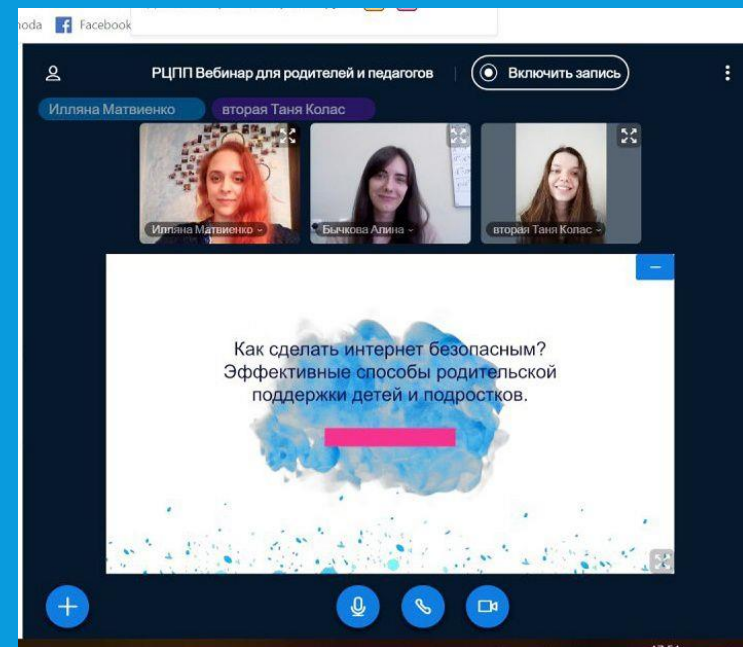 oda Facebook
РЦПП Вебинар для родителей и педагогов Включить запись
Илляна Матвиенко вторая Таня Колас
Илляна Матвиенко Бычкова Алина вторая Таня Колас
Как сделать интернет безопасным?
Эффективные способы родительской
поддержки детей и подростков.